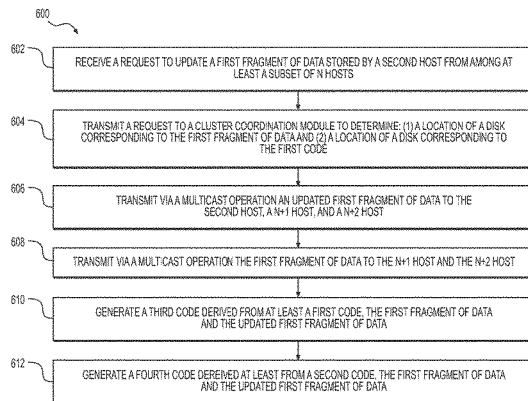 600
602
RECEIVE A REQUEST TO UPDATE A FIRST FRAGMENT OF DATA STORED BY A SECOND HOST FROM AMONG AT
LEAST A SUBSET OF N HOSTS
604
TRANSMIT A REQUEST TO A CLUSTER COORDINATION MODULE TO DETERMINE: (1) A LOCATION OF A DISK
CORRESPONDING TO THE FIRST FRAGMENT OF DATA AND (2) A LOCATION OF A DISK CORRESPONDING TO
THE FIRST CODE
606
TRANSMIT VIA A MULTICAST OPERATION AN UPDATED FIRST FRAGMENT OF DATA TO THE
SECOND HOST, A N+1 HOST, AND A N+2 HOST
608
TRANSMIT VIA A MULTICAST OPERATION THE FIRST FRAGMENT OF DATA TO THE N+1 HOST AND THE N+2 HOST
610
GENERATE A THIRD CODE DERIVED FROM AT LEAST A FIRST CODE, THE FIRST FRAGMENT OF DATA
AND THE UPDATED FIRST FRAGMENT OF DATA
612
GENERATE A FOURTH CODE DEREIVED AT LEAST FROM A SECOND CODE, THE FIRST FRAGMENT OF DATA
AND THE UPDATED FIRST FRAGMENT OF DATA